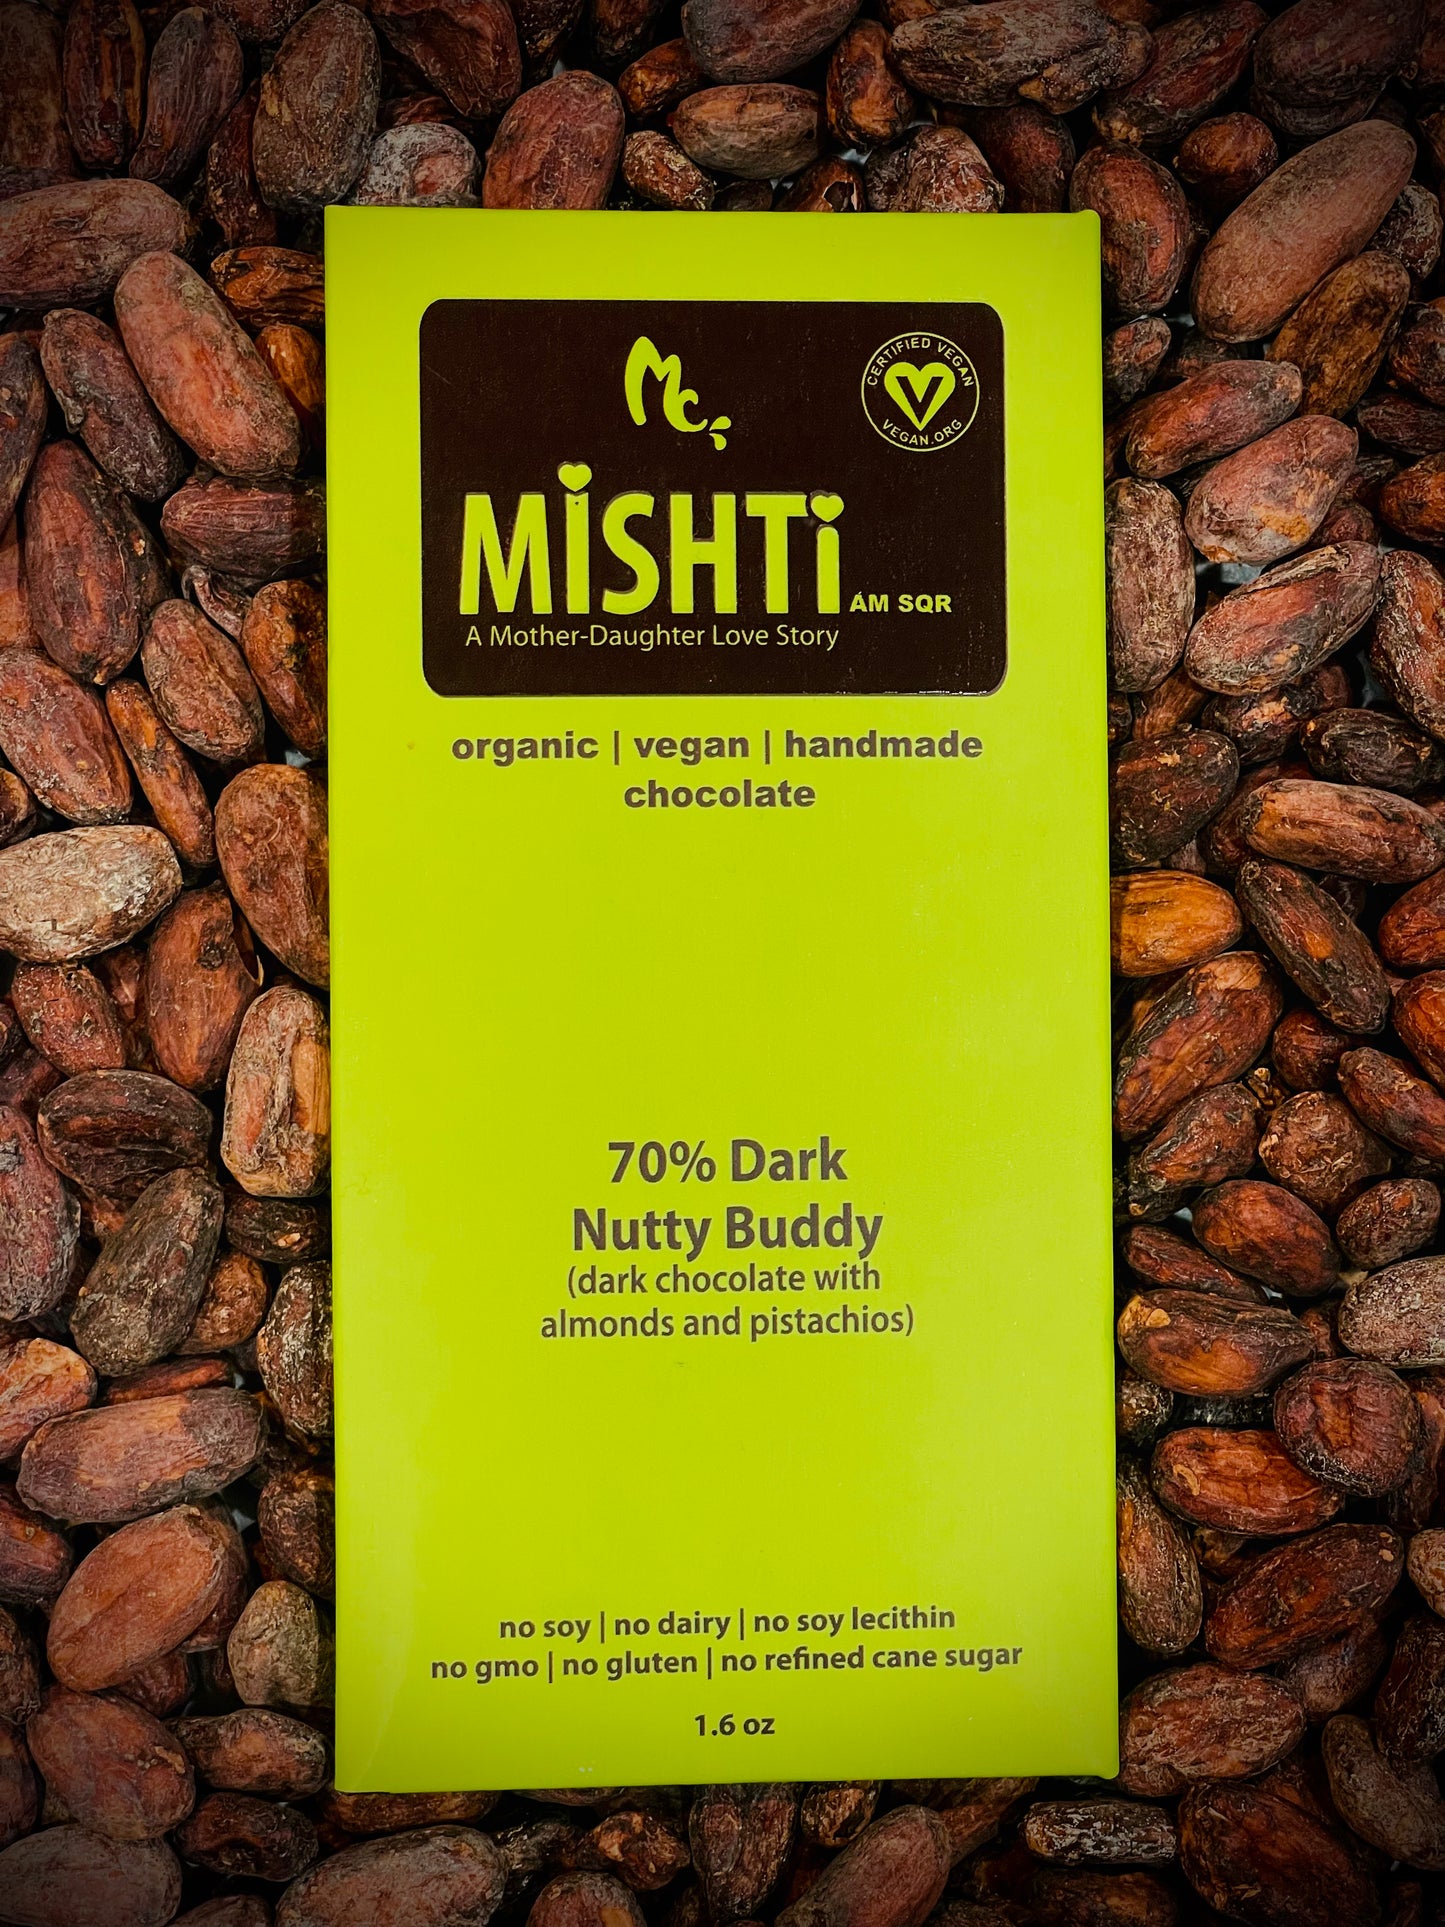 Mc
CERTIFIED VEGAN
V
VEGAN.ORG
MiSHTi
AM SQR
A Mother-Daughter Love Story
organic | vegan | handmade
chocolate
70% Dark
Nutty Buddy
(dark chocolate with
almonds and pistachios)
no soy | no dairy | no soy lecithin
no gmo | no gluten | no refined cane sugar
1.6 oz